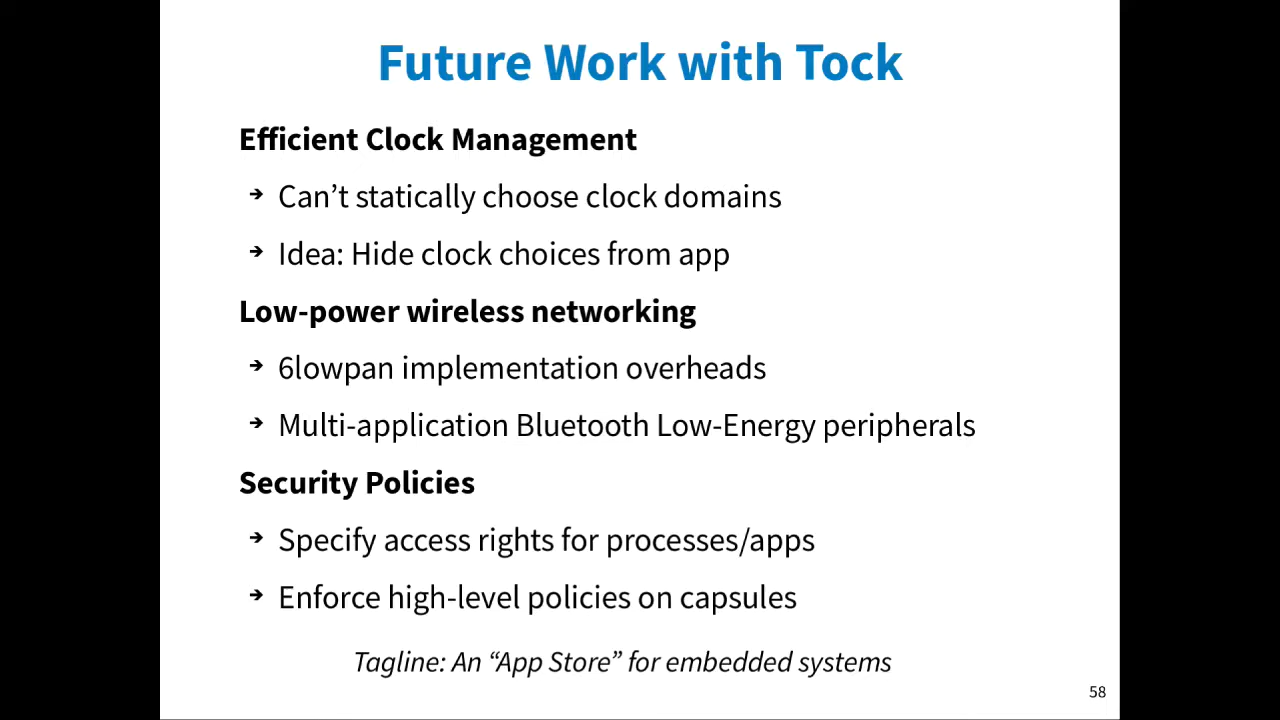 Future Work with Tock
Efficient Clock Management
➔ Can’t statically choose clock domains
➔ Idea: Hide clock choices from app
Low-power wireless networking
➔ 6lowpan implementation overheads
➔ Multi-application Bluetooth Low-Energy peripherals
Security Policies
➔ Specify access rights for processes/apps
➔ Enforce high-level policies on capsules
Tagline: An “App Store” for embedded systems
58